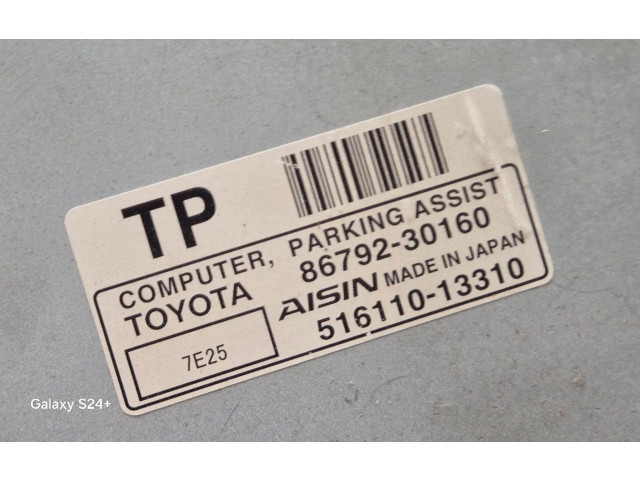 TP
COMPUTER, PARKING ASSIST
TOYOTA 86792-30160
AISIN MADE IN JAPAN
7E25 516110-13310
Galaxy S24+